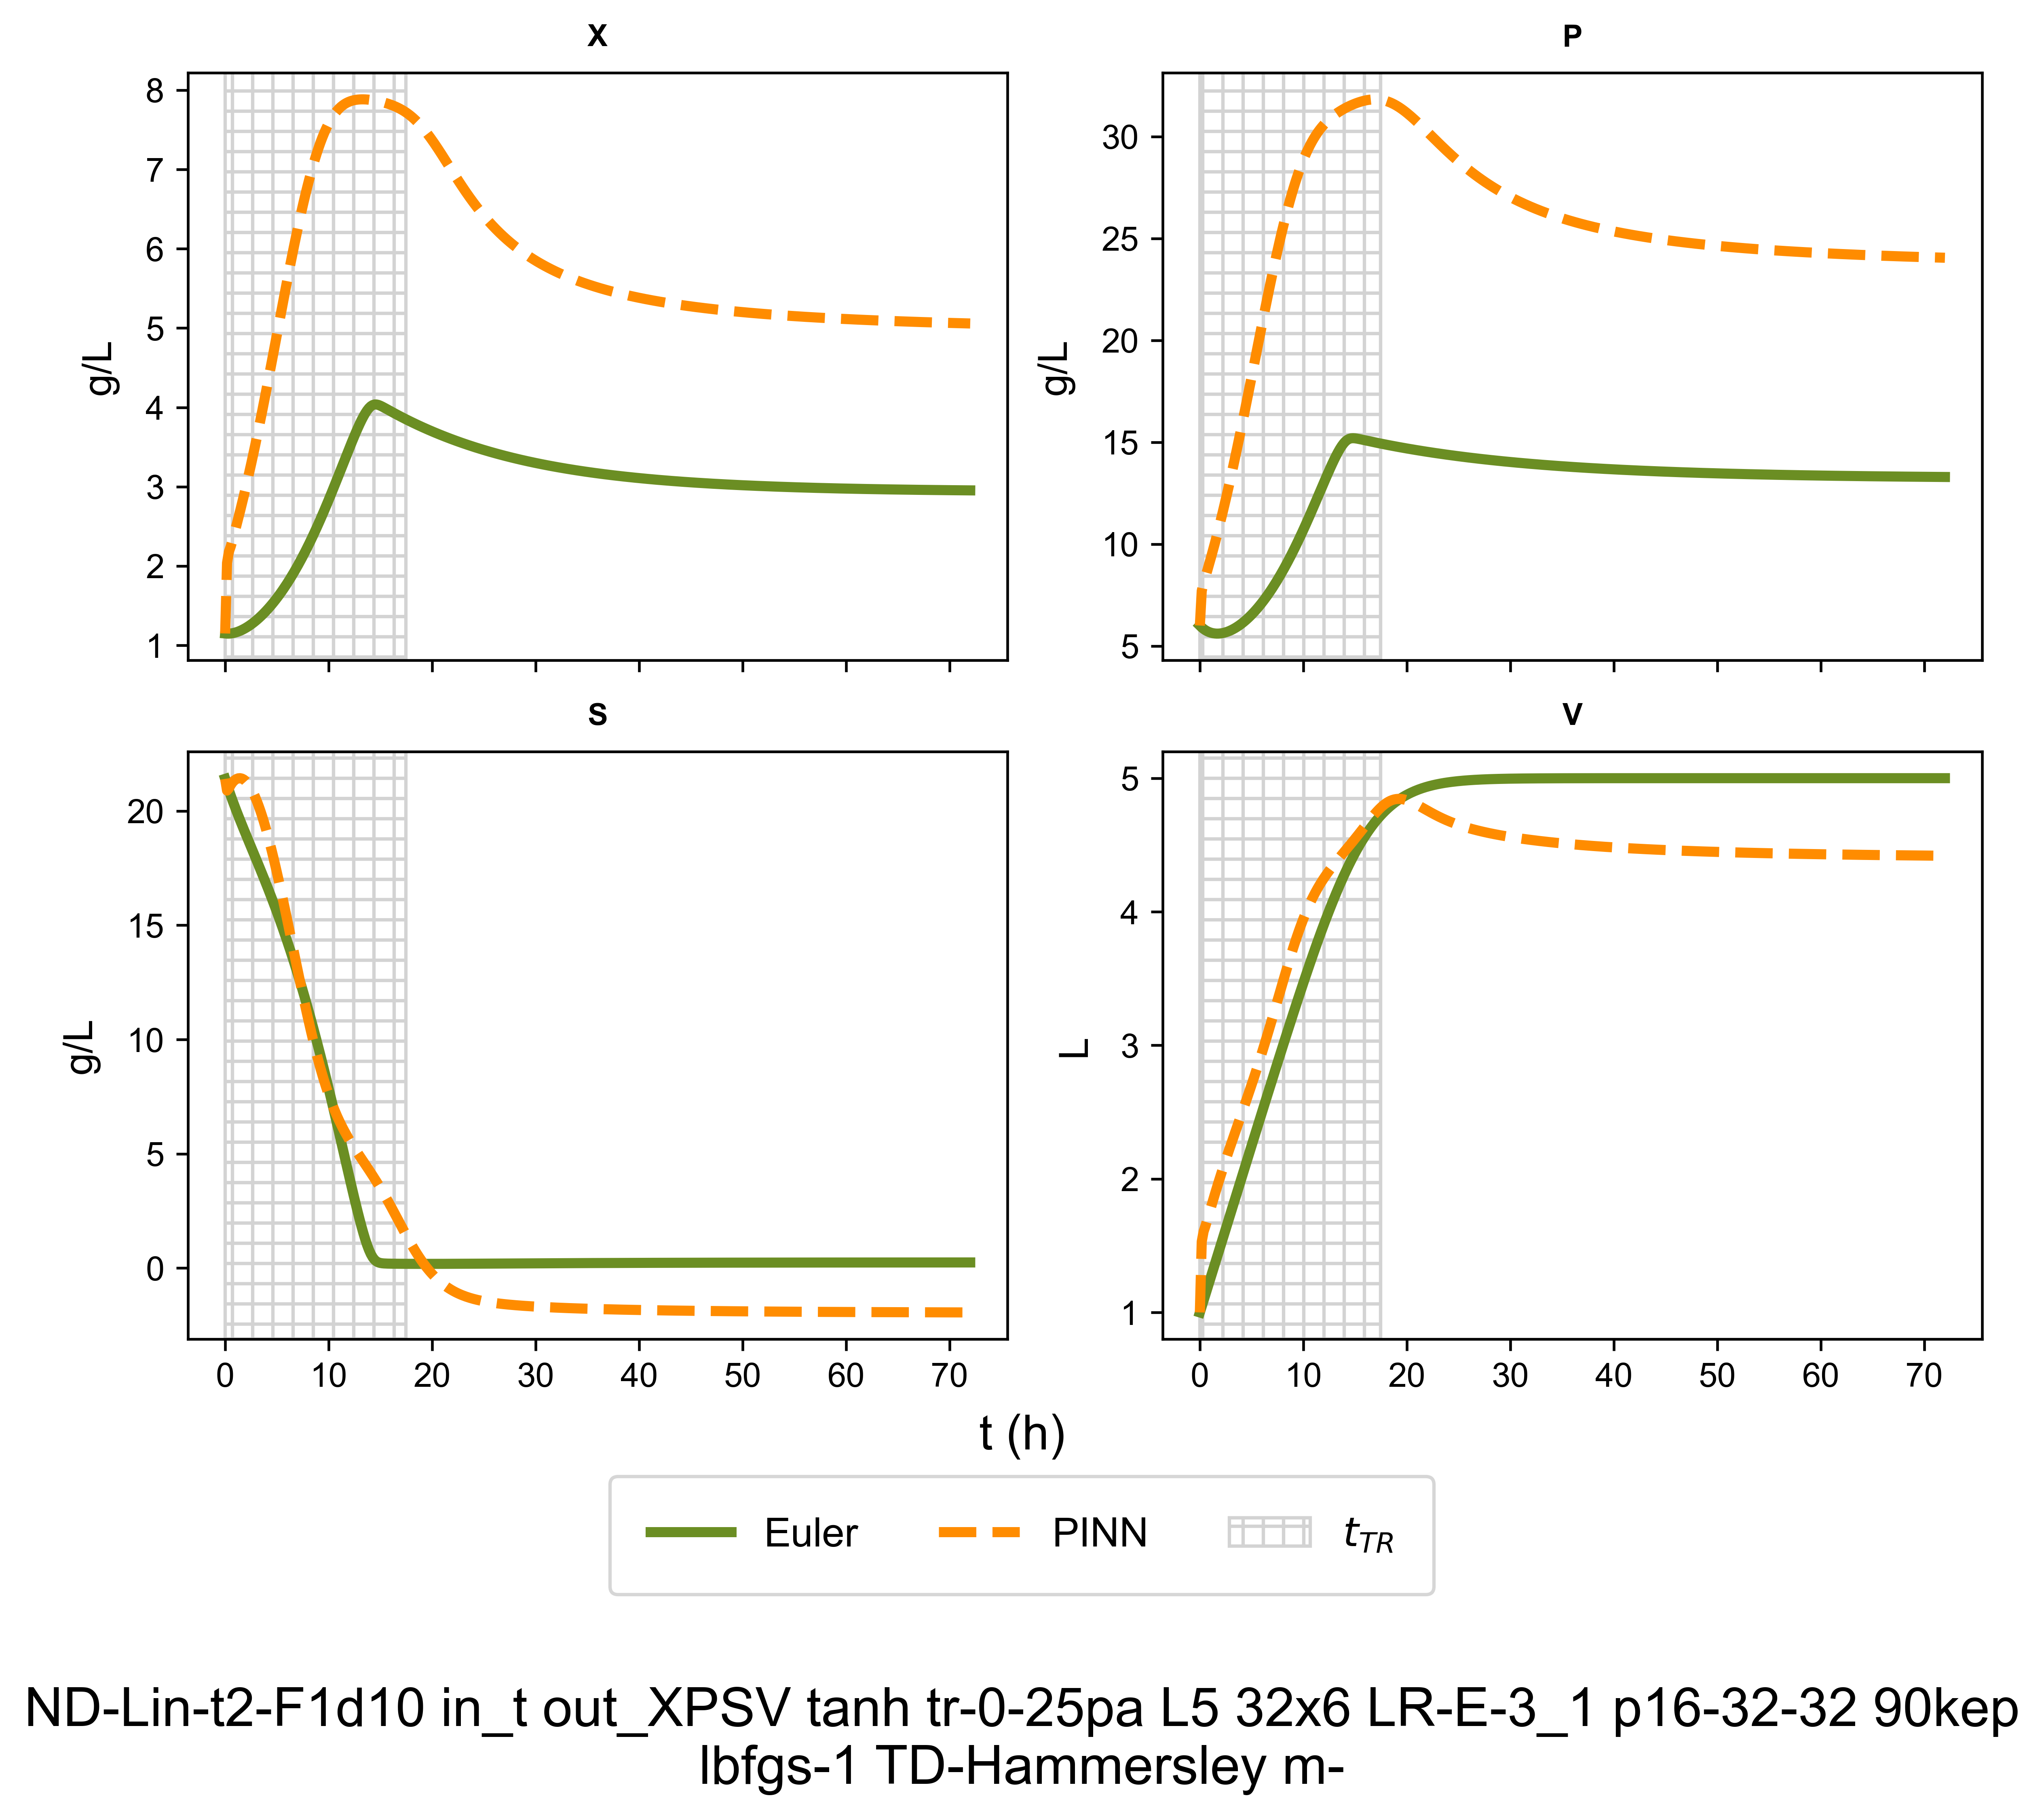 X
P
8
7
6
5
4
3
2
1
g/L
30
25
20
15
10
5
g/L
S
V
20
15
10
5
0
g/L
0 10 20 30 40 50 60 70
5
4
3
2
1
L
0 10 20 30 40 50 60 70
t (h)
Euler PINN t_TR
ND-Lin-t2-F1d10 in_t out_XPSV tanh tr-0-25pa L5 32x6 LR-E-3_1 p16-32-32 90kep
lbfgs-1 TD-Hammersley m-